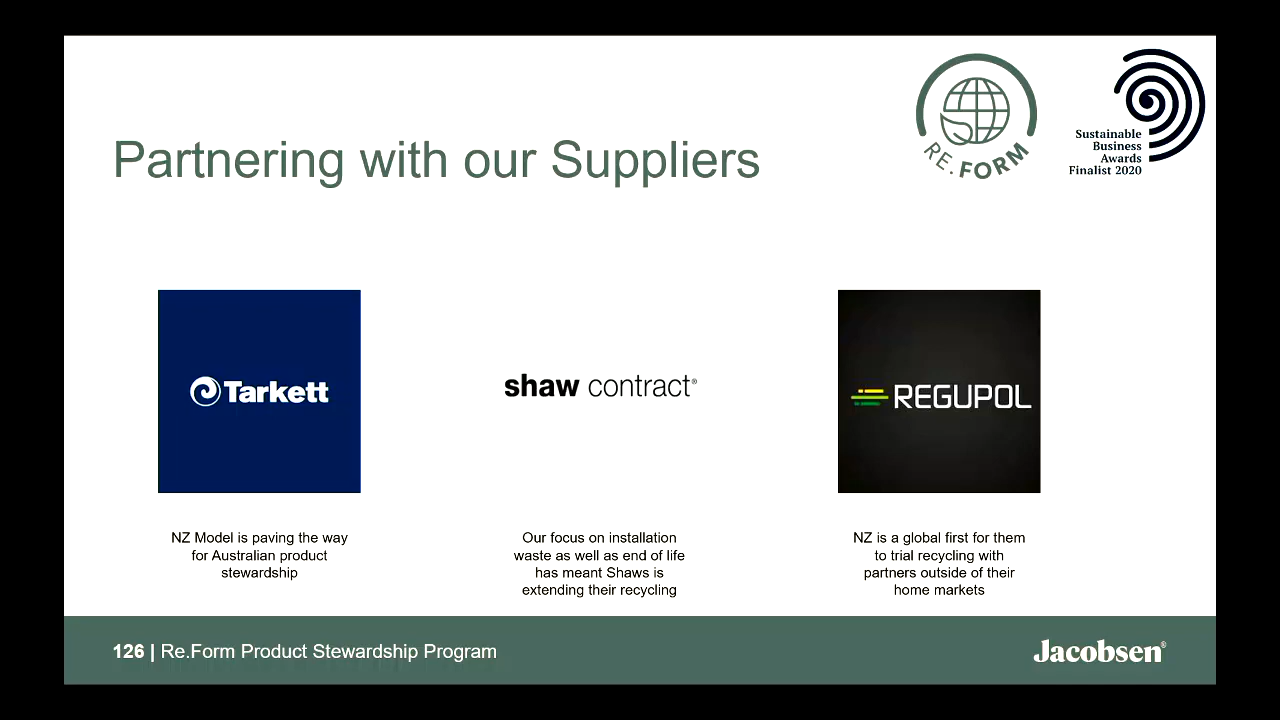 RE.FORM
Sustainable
Business
Awards
Finalist 2020
Partnering with our Suppliers
Tarkett
shaw contract®
REGUPOL
NZ Model is paving the way
for Australian product
stewardship
Our focus on installation
waste as well as end of life
has meant Shaws is
extending their recycling
NZ is a global first for them
to trial recycling with
partners outside of their
home markets
126 | Re.Form Product Stewardship Program
Jacobsen®